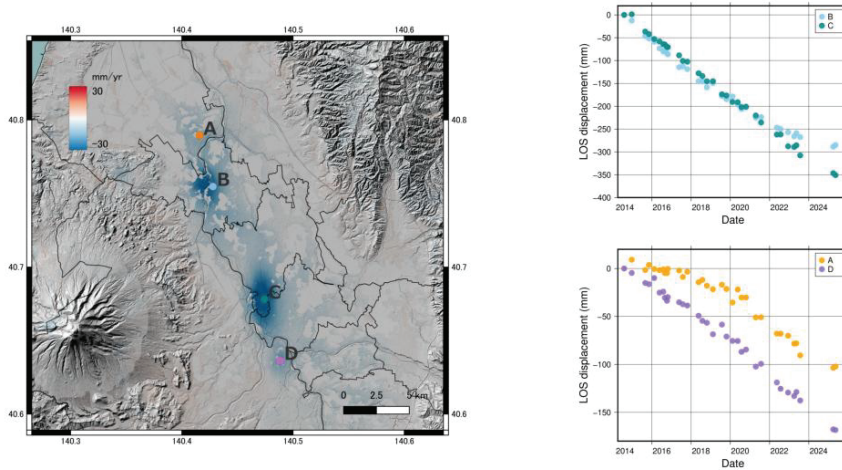 140.3 140.4 140.5 140.6
mm/yr
30
−30
40.8 40.8
40.7 40.7
40.6 40.6
A
B
C
D
0 2.5 5 km
140.3 140.4 140.5 140.6
LOS displacement (mm)
0
−50
−100
−150
−200
−250
−300
−350
−400
B
C
2014 2016 2018 2020 2022 2024
Date
LOS displacement (mm)
0
−50
−100
−150
A
D
2014 2016 2018 2020 2022 2024
Date